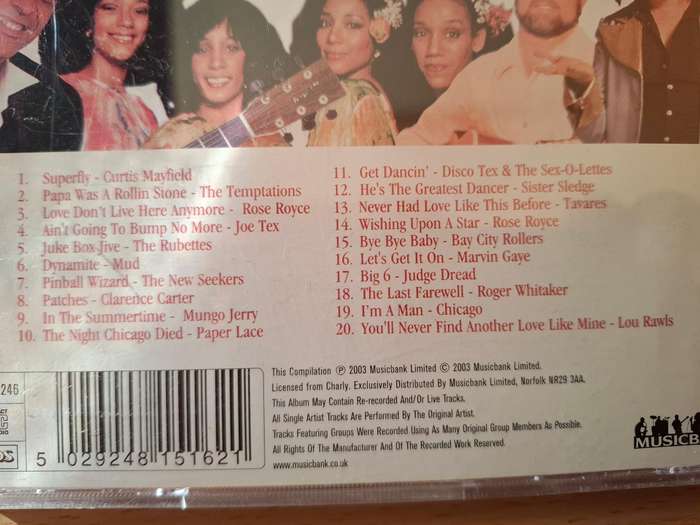 1. Superfly - Curtis Mayfield
2. Papa Was A Rollin Stone - The Temptations
3. Love Don't Live Here Anymore - Rose Royce
4. Ain't Going To Bump No More - Joe Tex
5. Juke Box Jive - The Rubettes
6. Dynamite - Mud
7. Pinball Wizard - The New Seekers
8. Patches - Clarence Carter
9. In The Summertime - Mungo Jerry
10. The Night Chicago Died - Paper Lace
11. Get Dancin' - Disco Tex & The Sex-O-Lettes
12. He's The Greatest Dancer - Sister Sledge
13. Never Had Love Like This Before - Tavares
14. Wishing Upon A Star - Rose Royce
15. Bye Bye Baby - Bay City Rollers
16. Let's Get It On - Marvin Gaye
17. Big 6 - Judge Dread
18. The Last Farewell - Roger Whitaker
19. I'm A Man - Chicago
20. You'll Never Find Another Love Like Mine - Lou Rawls
246
5 029248 151621
This Compilation Ⓟ 2003 Musicbank Limited © 2003 Musicbank Limited.
Licensed from Charly. Exclusively Distributed By Musicbank Limited, Norfolk NR29 3AA.
This Album May Contain Re-recorded And/Or Live Tracks.
All Single Artist Tracks Are Performed By The Original Artist.
Tracks Featuring Groups Were Recorded Using As Many Original Group Members As Possible.
All Rights Of The Manufacturer And Of The Recorded Work Reserved.
www.musicbank.co.uk
MUSICB